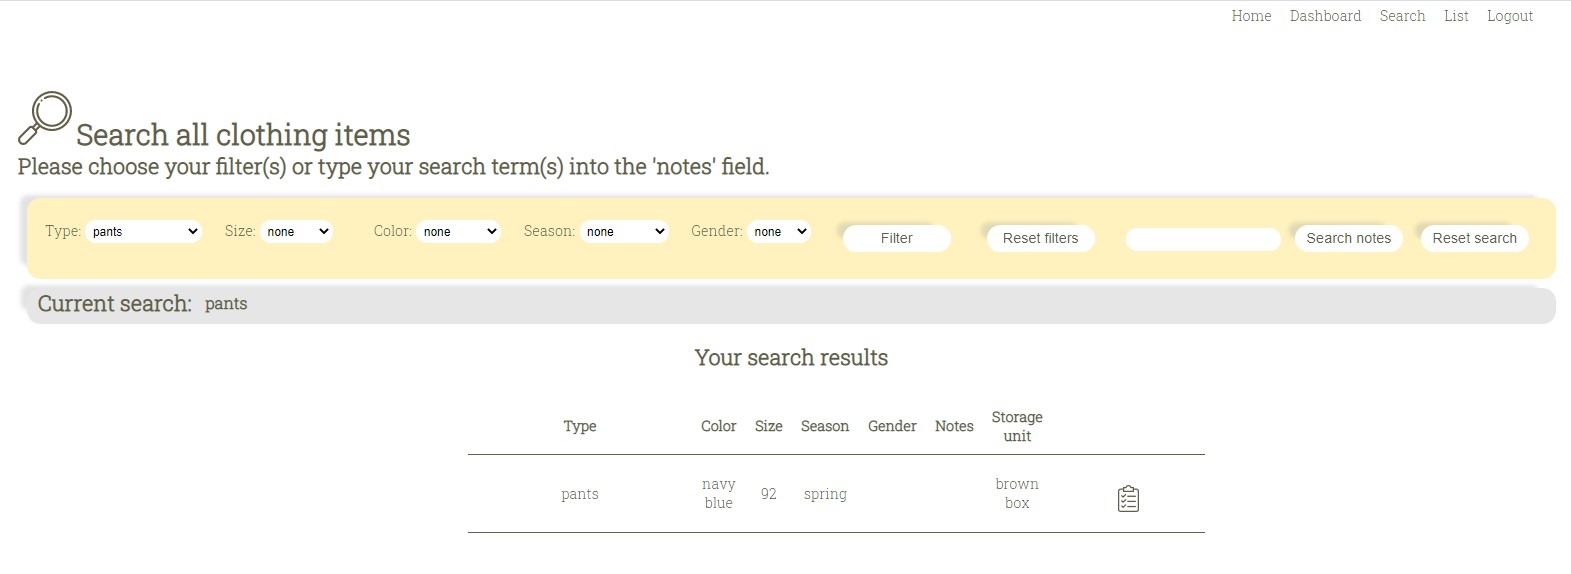 Home Dashboard Search List Logout
Search all clothing items
Please choose your filter(s) or type your search term(s) into the 'notes' field.
Type: pants Size: none Color: none Season: none Gender: none Filter Reset filters Search notes Reset search
Current search: pants
Your search results
Type Color Size Season Gender Notes Storage unit
pants navy blue 92 spring brown box